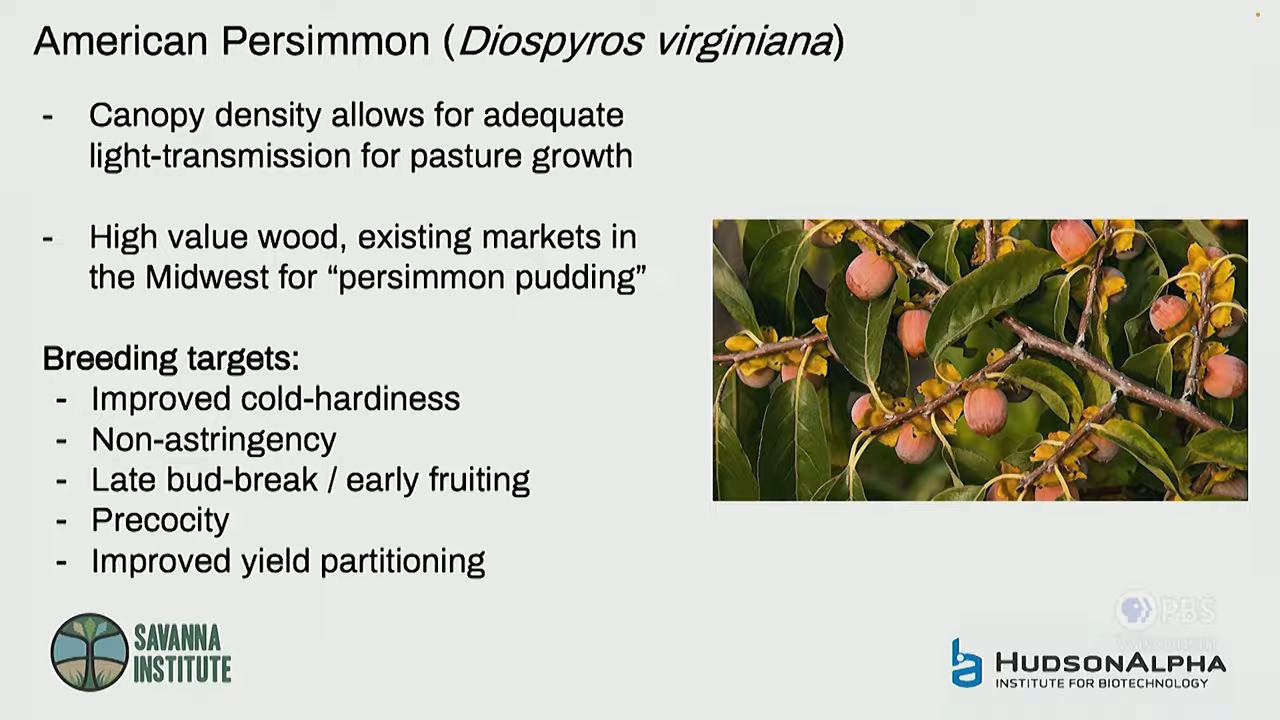 American Persimmon (Diospyros virginiana)
- Canopy density allows for adequate
light-transmission for pasture growth
- High value wood, existing markets in
the Midwest for “persimmon pudding”
Breeding targets:
- Improved cold-hardiness
- Non-astringency
- Late bud-break / early fruiting
- Precocity
- Improved yield partitioning
SAVANNA
INSTITUTE
PBS
WISCONSIN
HUDSONALPHA
INSTITUTE FOR BIOTECHNOLOGY